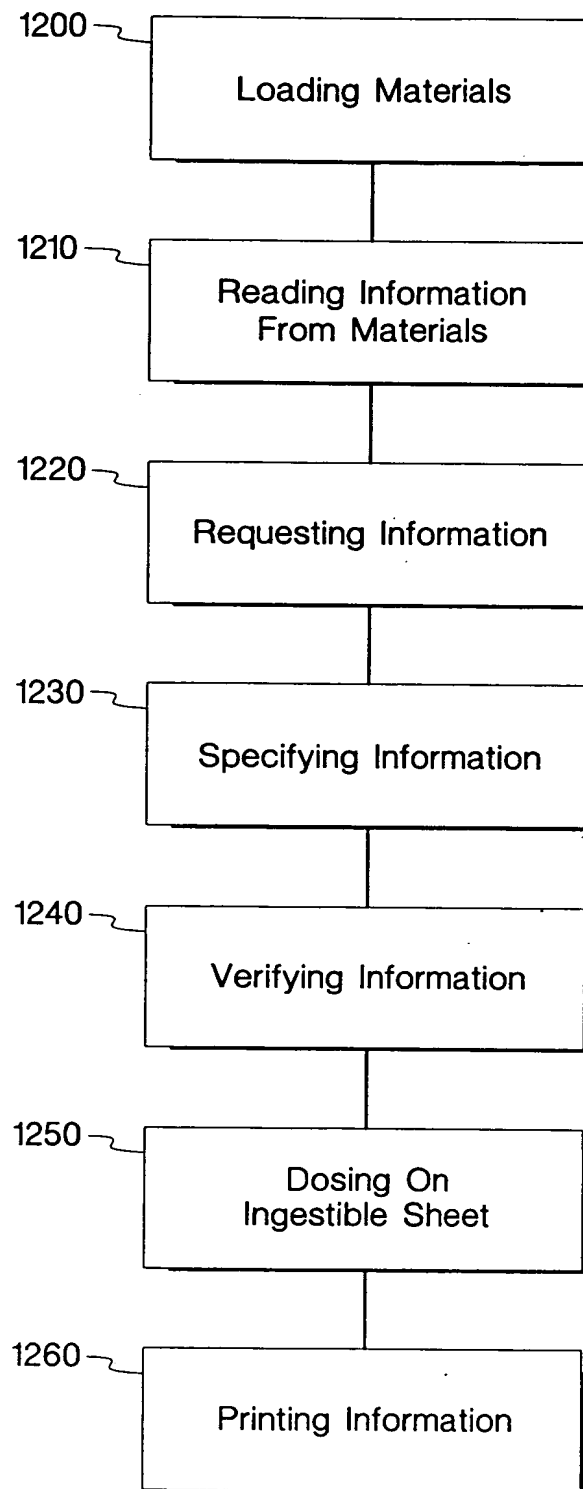 1200
Loading Materials
1210
Reading Information
From Materials
1220
Requesting Information
1230
Specifying Information
1240
Verifying Information
1250
Dosing On
Ingestible Sheet
1260
Printing Information